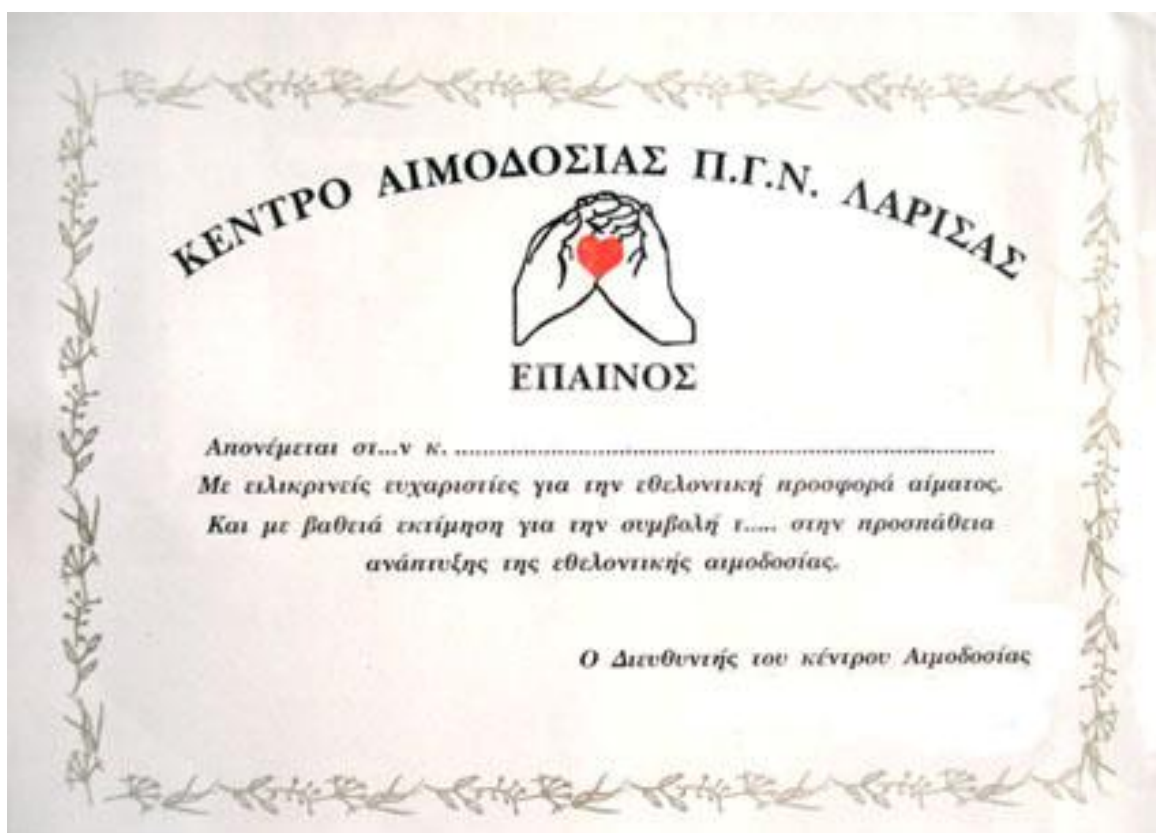 ΚΕΝΤΡΟ ΑΙΜΟΔΟΣΙΑΣ Π.Γ.Ν. ΛΑΡΙΣΑΣ
ΕΠΑΙΝΟΣ
Απονέμεται στ...ν κ. ..........................................................................................
Με ειλικρινείς ευχαριστίες για την εθελοντική προσφορά αίματος.
Και με βαθειά εκτίμηση για την συμβολή τ..... στην προσπάθεια
ανάπτυξης της εθελοντικής αιμοδοσίας.
Ο Διευθυντής του κέντρου Αιμοδοσίας